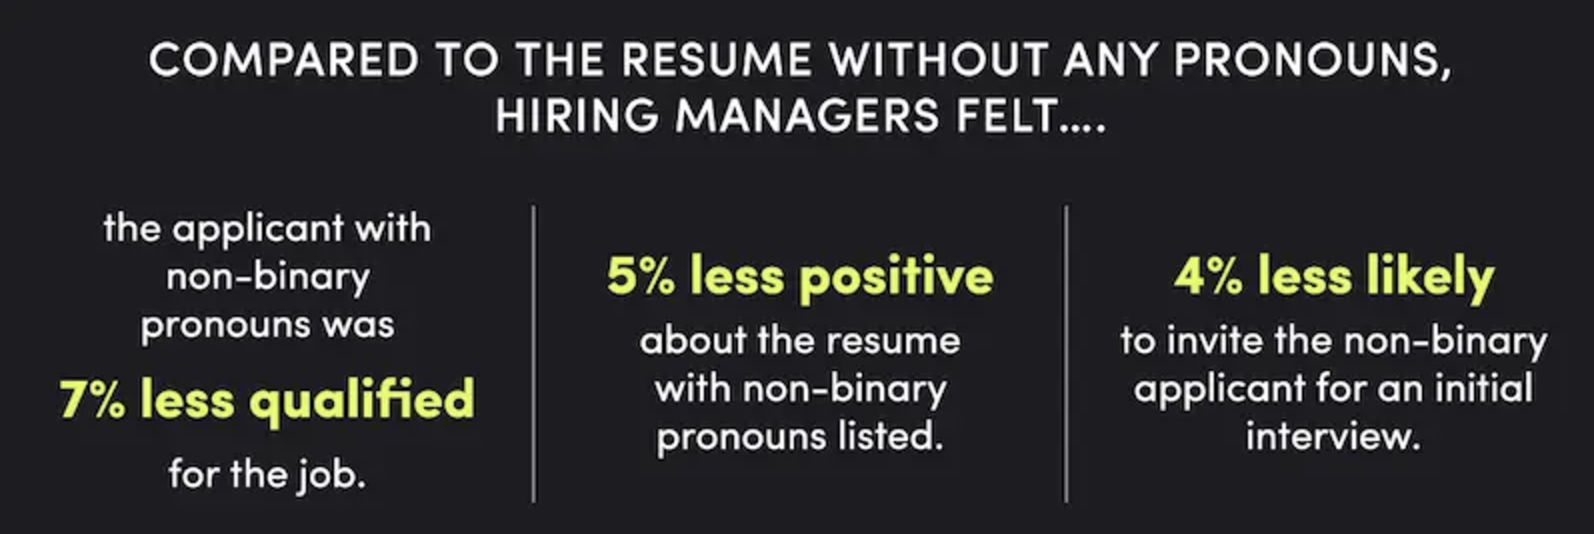 COMPARED TO THE RESUME WITHOUT ANY PRONOUNS,
HIRING MANAGERS FELT....
the applicant with
non-binary
pronouns was
7% less qualified
for the job.
5% less positive
about the resume
with non-binary
pronouns listed.
4% less likely
to invite the non-binary
applicant for an initial
interview.